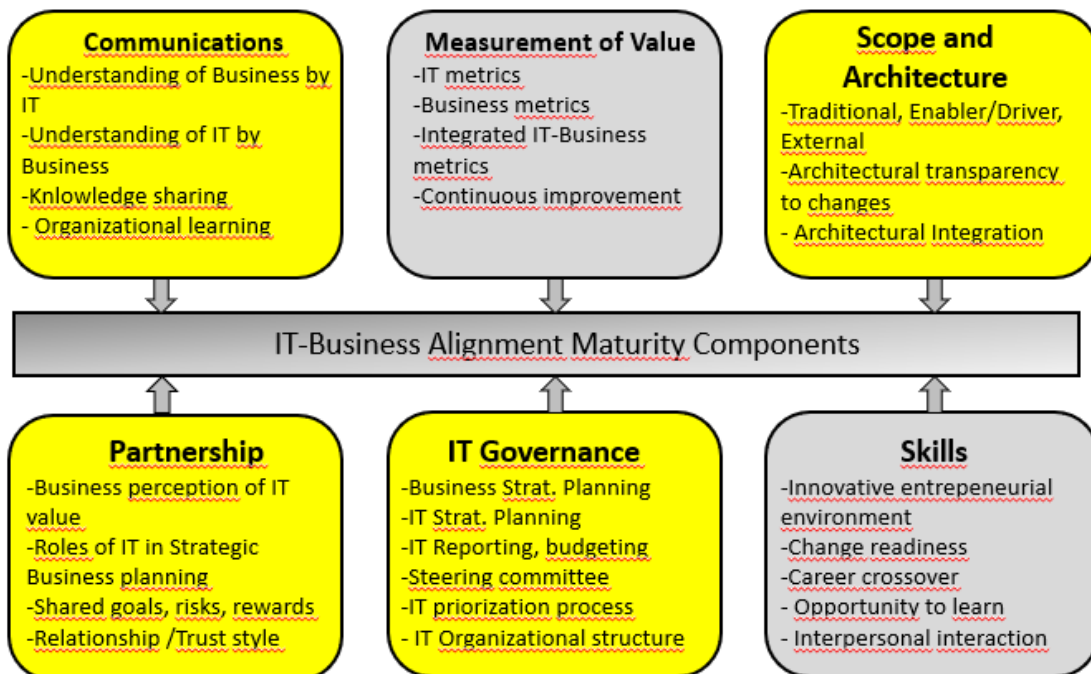 Communications
-Understanding of Business by
IT
-Understanding of IT by
Business
-Knlowledge sharing
- Organizational learning
Measurement of Value
-IT metrics
-Business metrics
-Integrated IT-Business
metrics
-Continuous improvement
Scope and
Architecture
-Traditional, Enabler/Driver,
External
-Architectural transparency
to changes
- Architectural Integration
IT-Business Alignment Maturity Components
Partnership
-Business perception of IT
value
-Roles of IT in Strategic
Business planning
-Shared goals, risks, rewards
-Relationship /Trust style
IT Governance
-Business Strat. Planning
-IT Strat. Planning
-IT Reporting, budgeting
-Steering committee
-IT priorization process
- IT Organizational structure
Skills
-Innovative entrepeneurial
environment
-Change readiness
-Career crossover
- Opportunity to learn
- Interpersonal interaction